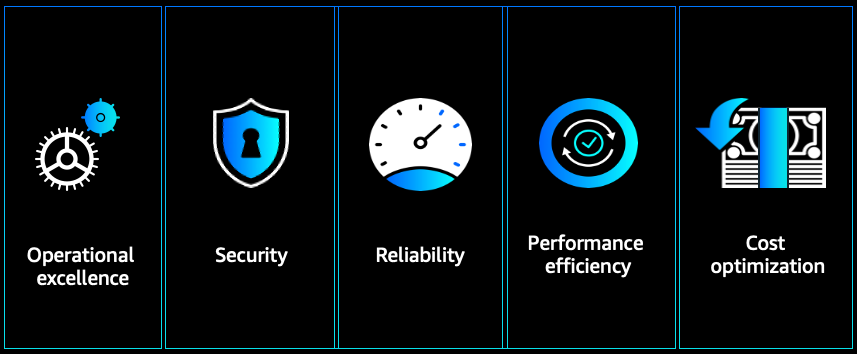 Operational
excellence
Security
Reliability
Performance
efficiency
Cost
optimization